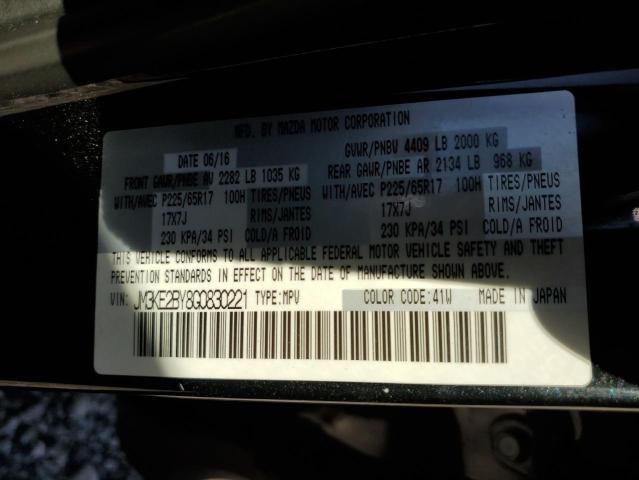 MFD. BY MAZDA MOTOR CORPORATION
DATE 06/16 GVWR/PNBV 4409 LB 2000 KG
FRONT GAWR/PNBE AV 2282 LB 1035 KG REAR GAWR/PNBE AR 2134 LB 968 KG
WITH/AVEC P225/65R17 100H TIRES/PNEUS WITH/AVEC P225/65R17 100H TIRES/PNEUS
17X7J RIMS/JANTES 17X7J RIMS/JANTES
230 KPA/34 PSI COLD/A FROID 230 KPA/34 PSI COLD/A FROID
THIS VEHICLE CONFORMS TO ALL APPLICABLE FEDERAL MOTOR VEHICLE SAFETY AND THEFT
PREVENTION STANDARDS IN EFFECT ON THE DATE OF MANUFACTURE SHOWN ABOVE.
VIN: JM3KE2BY8G0830221 TYPE:MPV COLOR CODE:41W MADE IN JAPAN